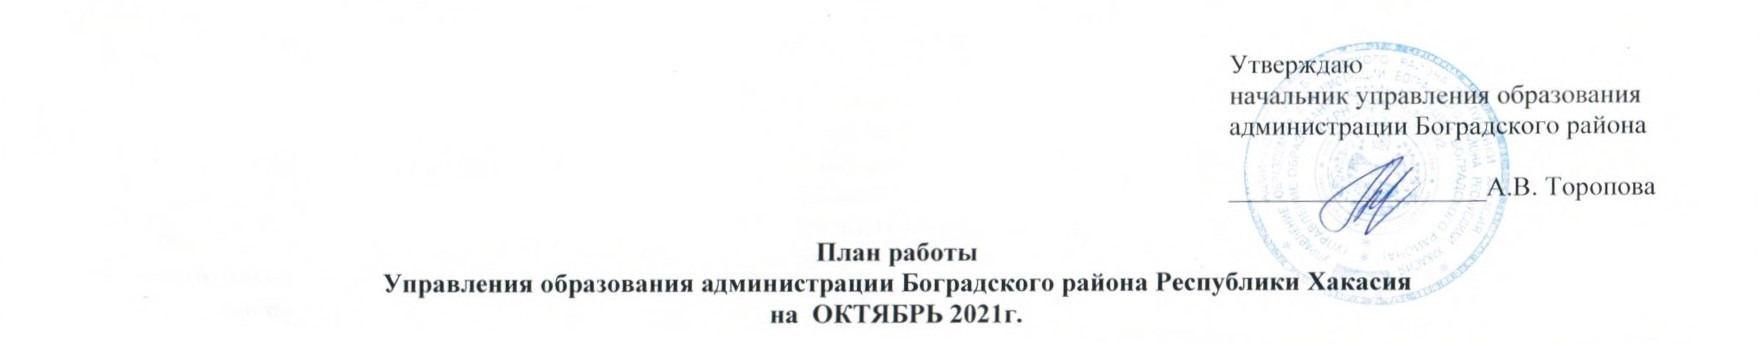 Утверждаю
начальник управления образования
администрации Боградского района
А.В. Торопова
План работы
Управления образования администрации Боградского района Республики Хакасия
на ОКТЯБРЬ 2021г.